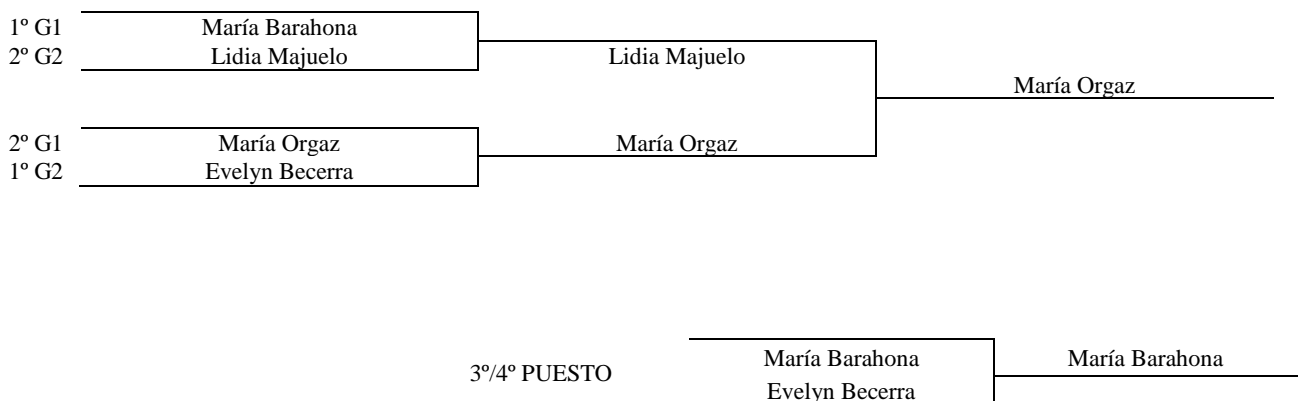 1º G1 María Barahona
2º G2 Lidia Majuelo Lidia Majuelo
María Orgaz
2º G1 María Orgaz María Orgaz
1º G2 Evelyn Becerra
María Barahona María Barahona
3º/4º PUESTO
Evelyn Becerra